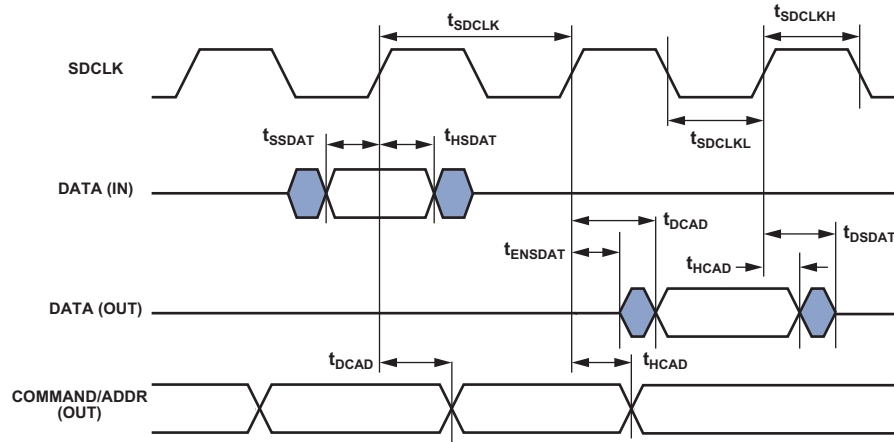 tSDCLK
tSDCLKH
SDCLK
tSSDAT
tHSDAT
tSDCLKL
DATA (IN)
tDCAD
tENSDAT
tDSDAT
tHCAD
DATA (OUT)
tDCAD
tHCAD
COMMAND/ADDR
(OUT)